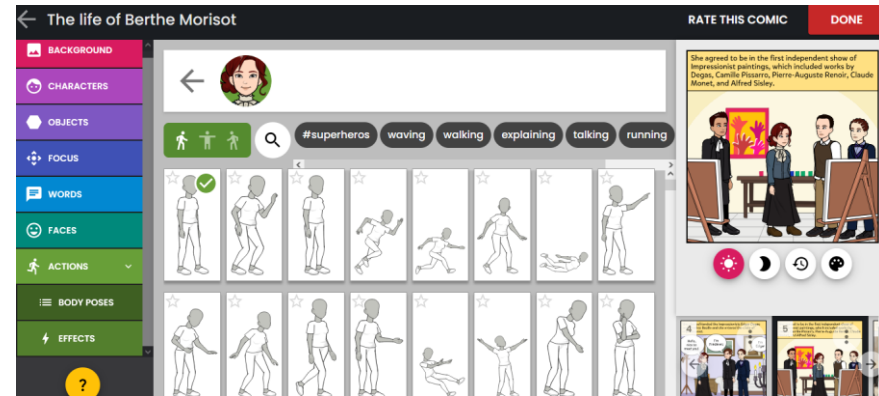 The life of Berthe Morisot
RATE THIS COMIC
DONE
BACKGROUND
CHARACTERS
OBJECTS
FOCUS
WORDS
FACES
ACTIONS
BODY POSES
EFFECTS
?
#superheros
waving
walking
explaining
talking
running
She agreed to be in the first independent show of
Impressionist paintings, which included works by
Degas, Camille Pissarro, Pierre-Auguste Renoir, Claude
Monet, and Alfred Sisley.
4
5